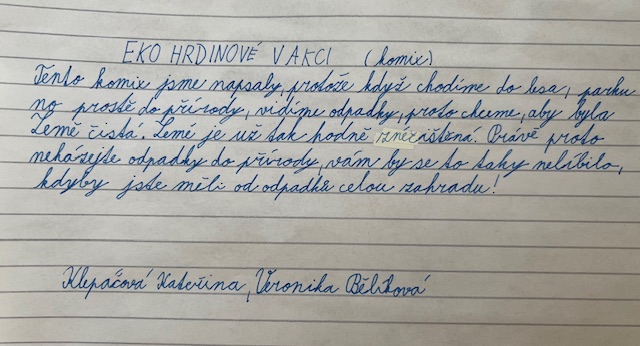 EKO HRDINOVÉ V AKCI (komix)
Tento komix jsme napsaly, protože když chodíme do lesa, parku
no prostě do přírody, vidíme odpadky, proto chceme, aby byla
Země čistá. Země je už tak hodně znečištěná. Právě proto
neházejte odpadky do přírody, vám by se to taky nelíbilo,
kdyby jste měli od odpadků celou zahradu!
Klepáčová Kateřina, Veronika Bělíková